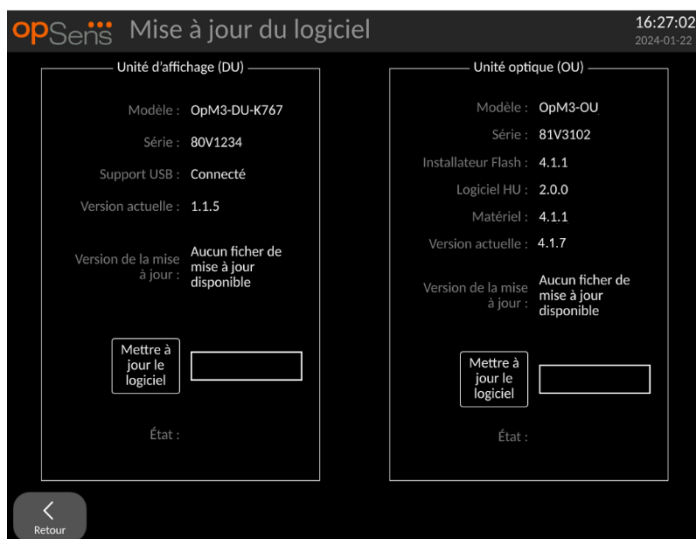 opSens Mise à jour du logiciel
16:27:02
2024-01-22
Unité d'affichage (DU)
Modèle : OpM3-DU-K767
Série : 80V1234
Support USB : Connecté
Version actuelle : 1.1.5
Version de la mise à jour : Aucun ficher de mise à jour disponible
Mettre à
jour le
logiciel
État :
Unité optique (OU)
Modèle : OpM3-OU
Série : 81V3102
Installateur Flash : 4.1.1
Logiciel HU : 2.0.0
Matériel : 4.1.1
Version actuelle : 4.1.7
Version de la mise à jour : Aucun ficher de mise à jour disponible
Mettre à
jour le
logiciel
État :
Retour